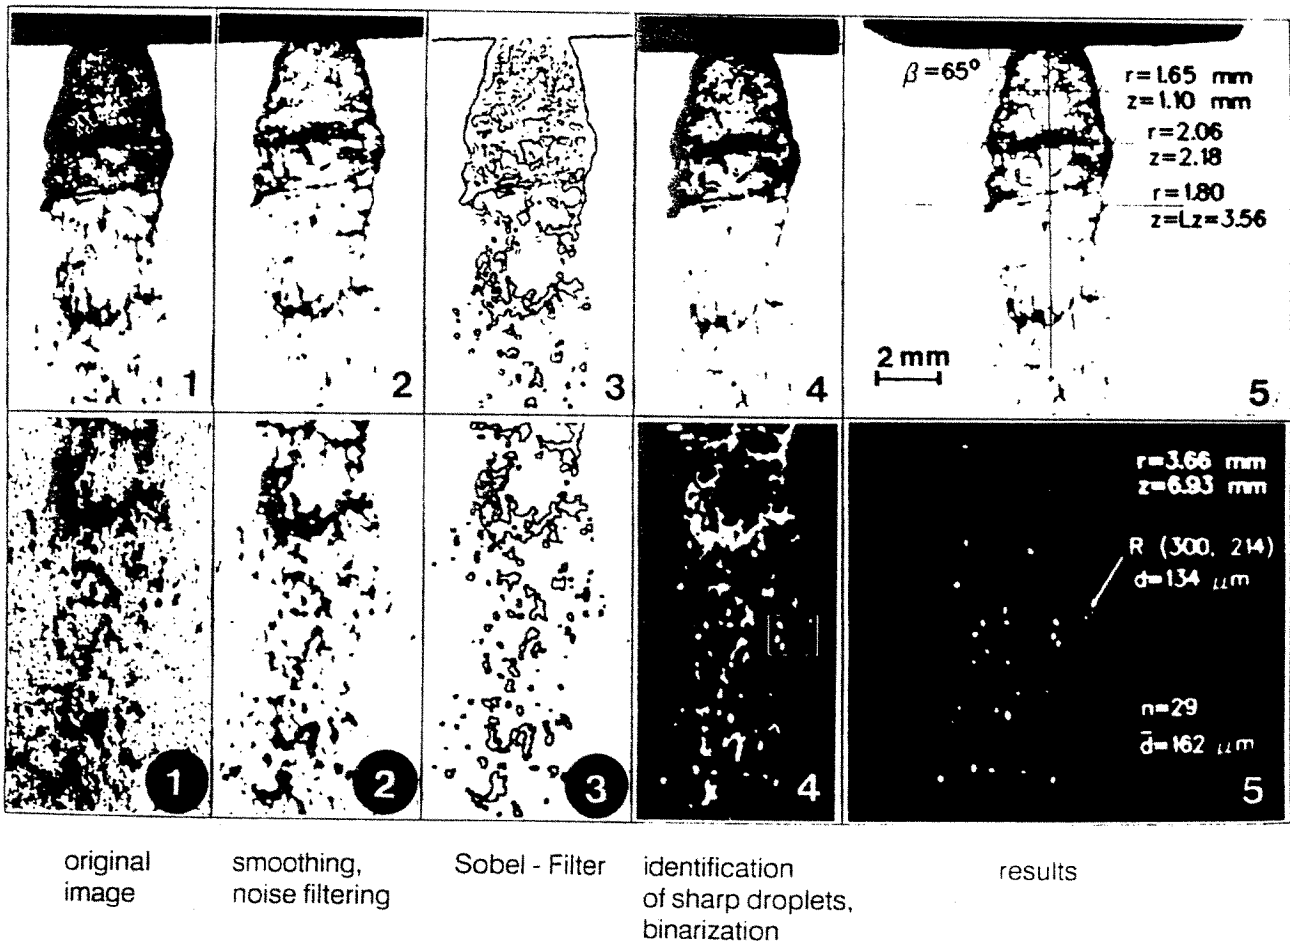 1
2
3
4
β=65°
r=1.65 mm
z=1.10 mm
r=2.06
z=2.18
r=1.80
z=Lz=3.56
2 mm
5
1
2
3
4
r=3.66 mm
z=6.93 mm
R (300, 214)
d=134 μm
n=29
d̅=162 μm
5
original
image
smoothing,
noise filtering
Sobel - Filter
identification
of sharp droplets,
binarization
results